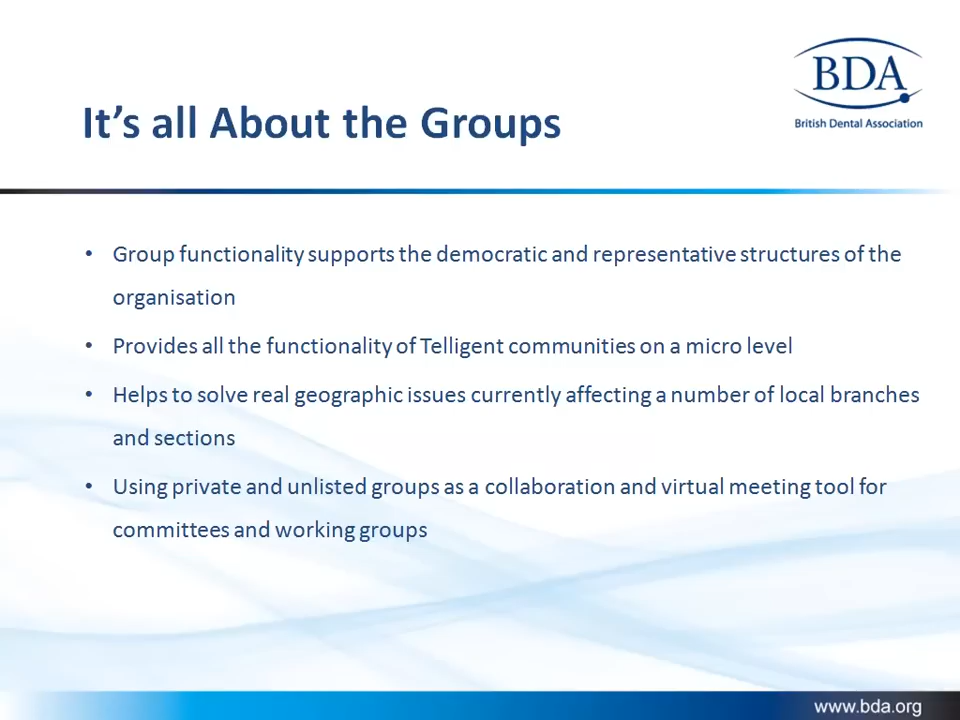 BDA
British Dental Association
It’s all About the Groups
• Group functionality supports the democratic and representative structures of the
organisation
• Provides all the functionality of Telligent communities on a micro level
• Helps to solve real geographic issues currently affecting a number of local branches
and sections
• Using private and unlisted groups as a collaboration and virtual meeting tool for
committees and working groups
www.bda.org